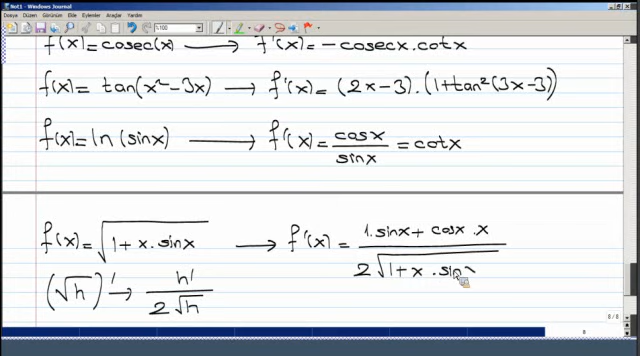 Not1 - Windows Journal
Dosya Düzen Görünüm Ekle Eylemler Araçlar Yardım
%100
f(x)=cosec(x) → f'(x)= -cosecx.cotx
f(x)= tan(x²-3x) → f'(x)= (2x-3).(1+tan²(3x-3))
f(x)=ln(sinx) → f'(x)= cosx/sinx = cotx
f(x)= √(1+x.sinx) → f'(x)= (1.sinx+cosx.x)/(2√(1+x.sinx))
(√h)' → h'/(2√h)
8/8
8